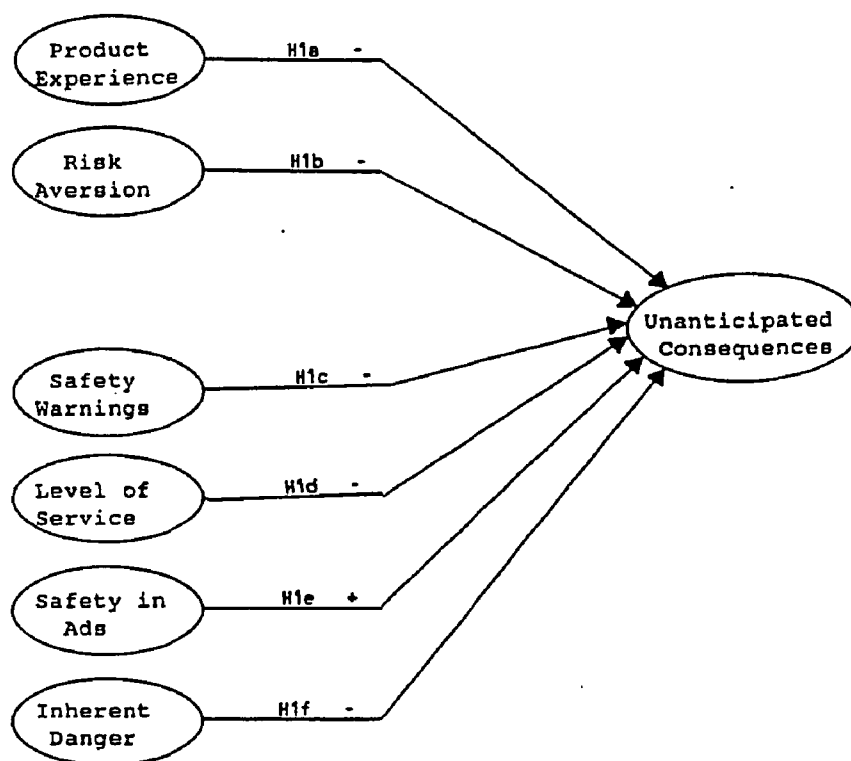 Product
Experience
H1a -
Risk
Aversion
H1b -
Unanticipated
Consequences
Safety
Warnings
H1c -
Level of
Service
H1d -
Safety in
Ads
H1e +
Inherent
Danger
H1f -